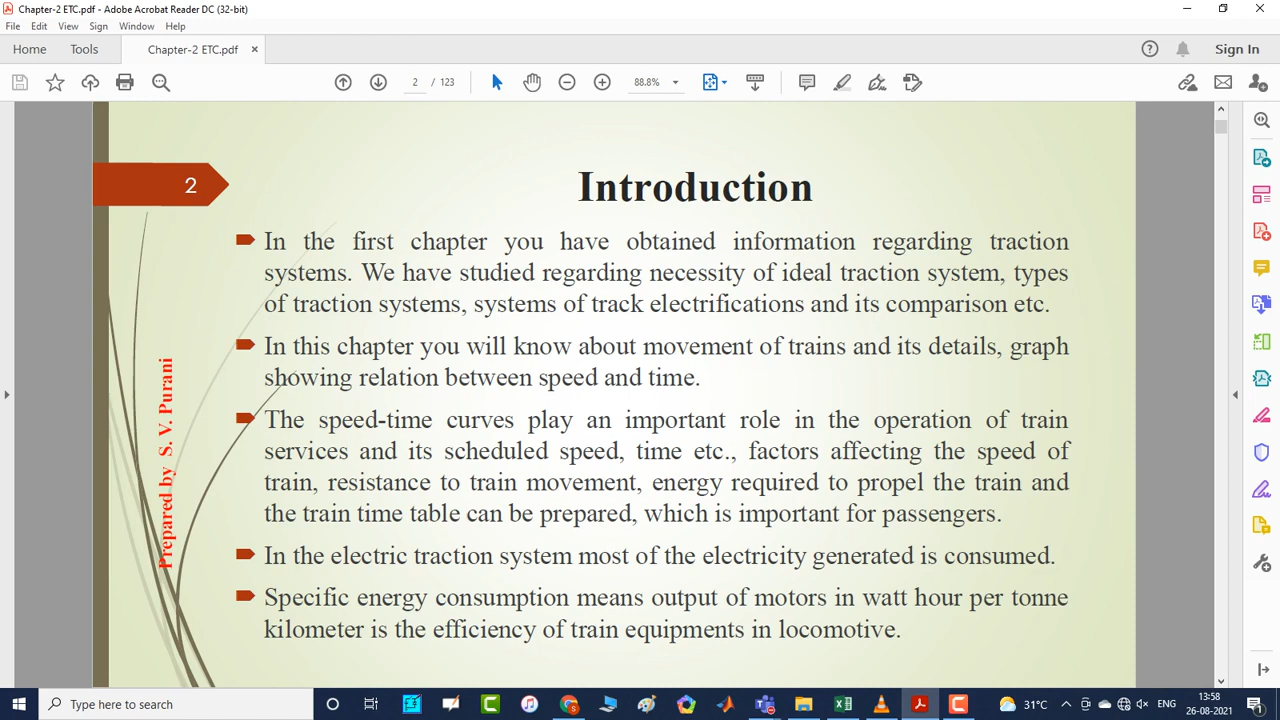 Chapter-2 ETC.pdf - Adobe Acrobat Reader DC (32-bit)
File Edit View Sign Window Help
Home Tools Chapter-2 ETC.pdf × Sign In
2 / 123 88.8%
2
Introduction
In the first chapter you have obtained information regarding traction
systems. We have studied regarding necessity of ideal traction system, types
of traction systems, systems of track electrifications and its comparison etc.
In this chapter you will know about movement of trains and its details, graph
showing relation between speed and time.
The speed-time curves play an important role in the operation of train
services and its scheduled speed, time etc., factors affecting the speed of
train, resistance to train movement, energy required to propel the train and
the train time table can be prepared, which is important for passengers.
In the electric traction system most of the electricity generated is consumed.
Specific energy consumption means output of motors in watt hour per tonne
kilometer is the efficiency of train equipments in locomotive.
Prepared by S. V. Purani
Type here to search
31°C ENG 13:58
26-08-2021